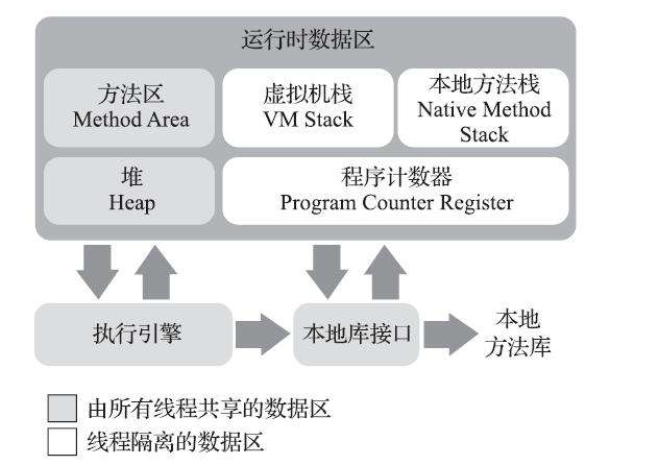 运行时数据区
方法区
Method Area
虚拟机栈
VM Stack
本地方法栈
Native Method
Stack
堆
Heap
程序计数器
Program Counter Register
执行引擎
本地库接口
本地
方法库
由所有线程共享的数据区
线程隔离的数据区